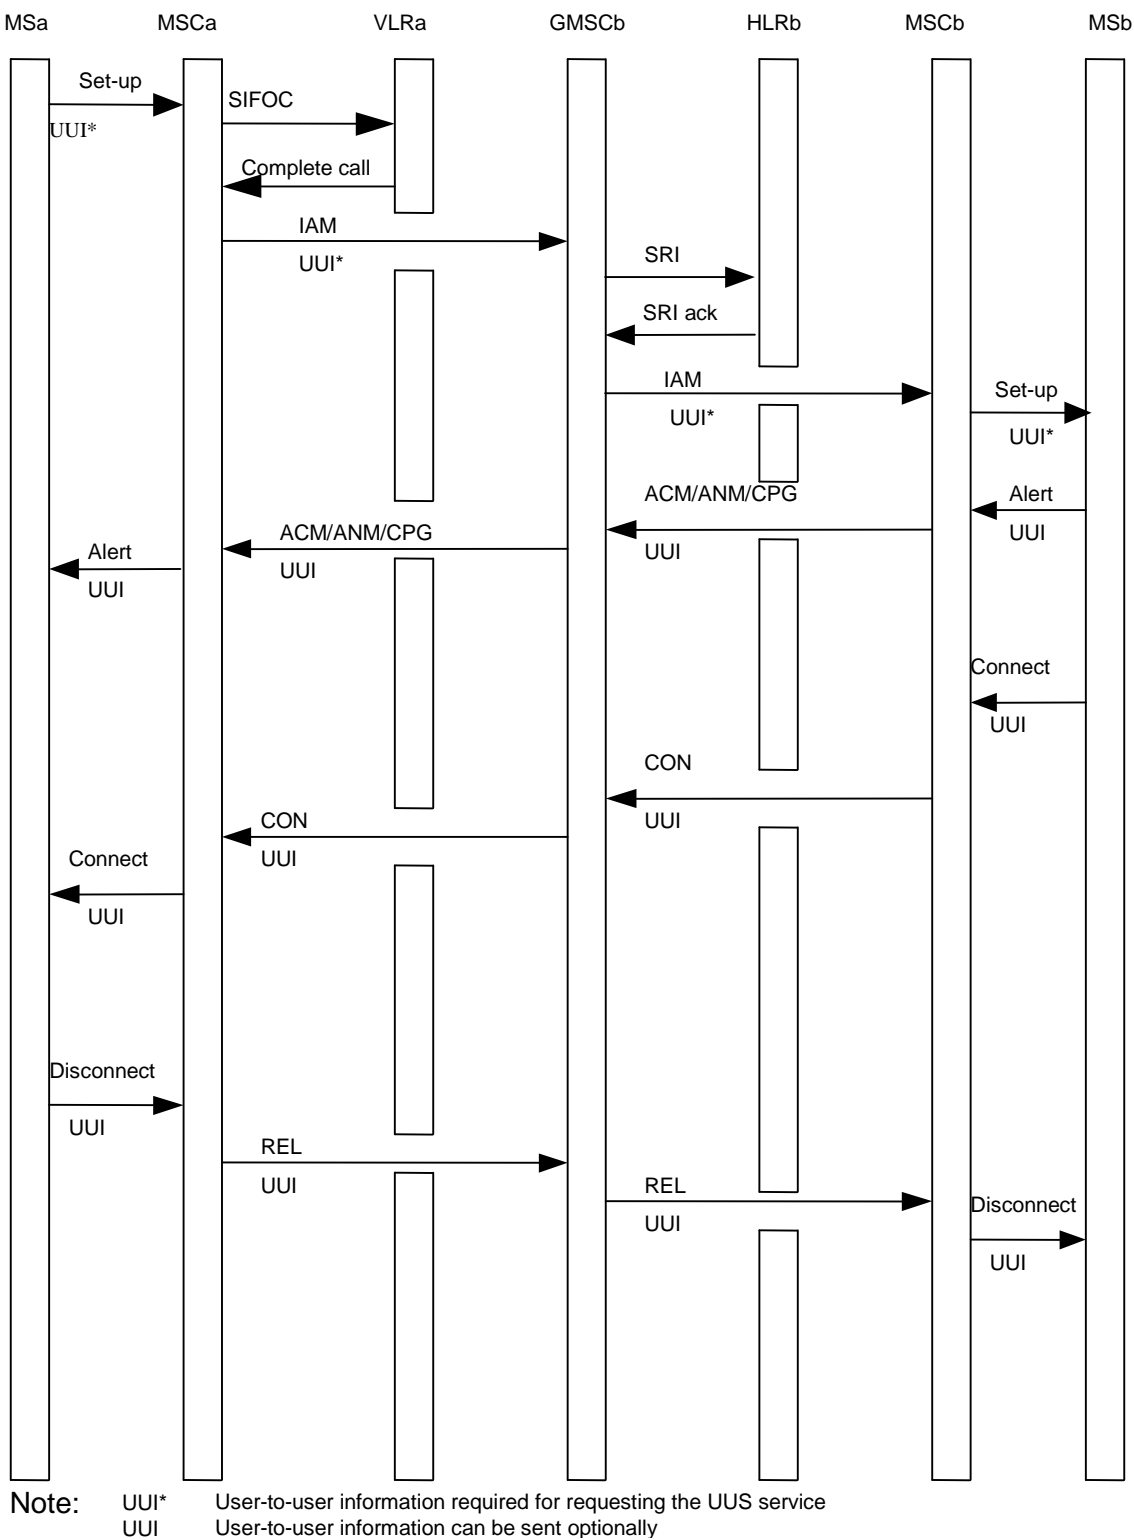 MSa MSCa VLRa GMSCb HLRb MSCb MSb
Set-up
SIFOC
UUI*
Complete call
IAM
UUI*
SRI
SRI ack
IAM
UUI*
Set-up
UUI*
ACM/ANM/CPG
UUI
Alert
UUI
ACM/ANM/CPG
UUI
Alert
UUI
Connect
UUI
CON
UUI
CON
UUI
Connect
UUI
Disconnect
UUI
REL
UUI
REL
UUI
Disconnect
UUI
Note: UUI* User-to-user information required for requesting the UUS service
UUI User-to-user information can be sent optionally